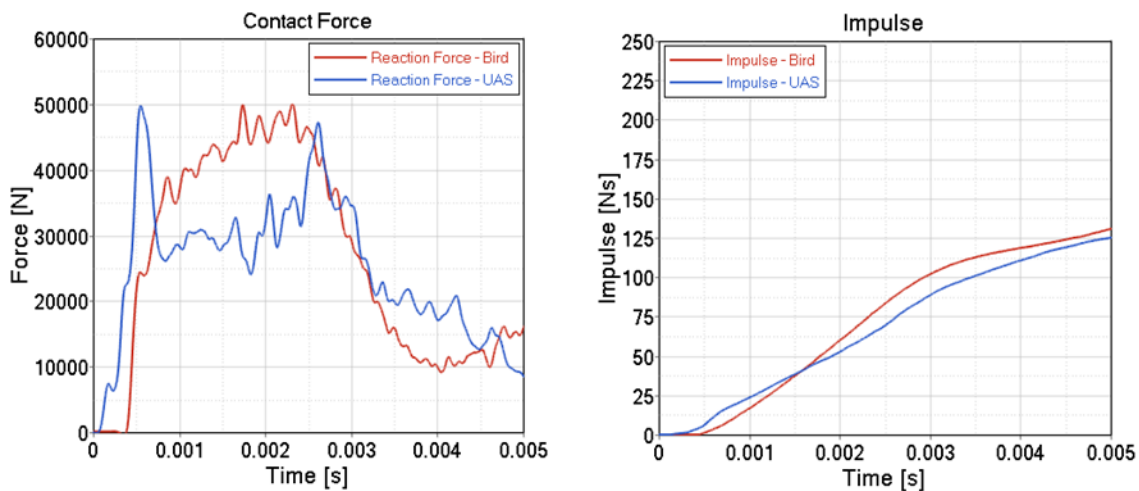 Contact Force
60000
50000
40000
30000
20000
10000
0
Force [N]
Reaction Force - Bird
Reaction Force - UAS
0 0.001 0.002 0.003 0.004 0.005
Time [s]
Impulse
250
225
200
175
150
125
100
75
50
25
0
Impulse [Ns]
Impulse - Bird
Impulse - UAS
0 0.001 0.002 0.003 0.004 0.005
Time [s]